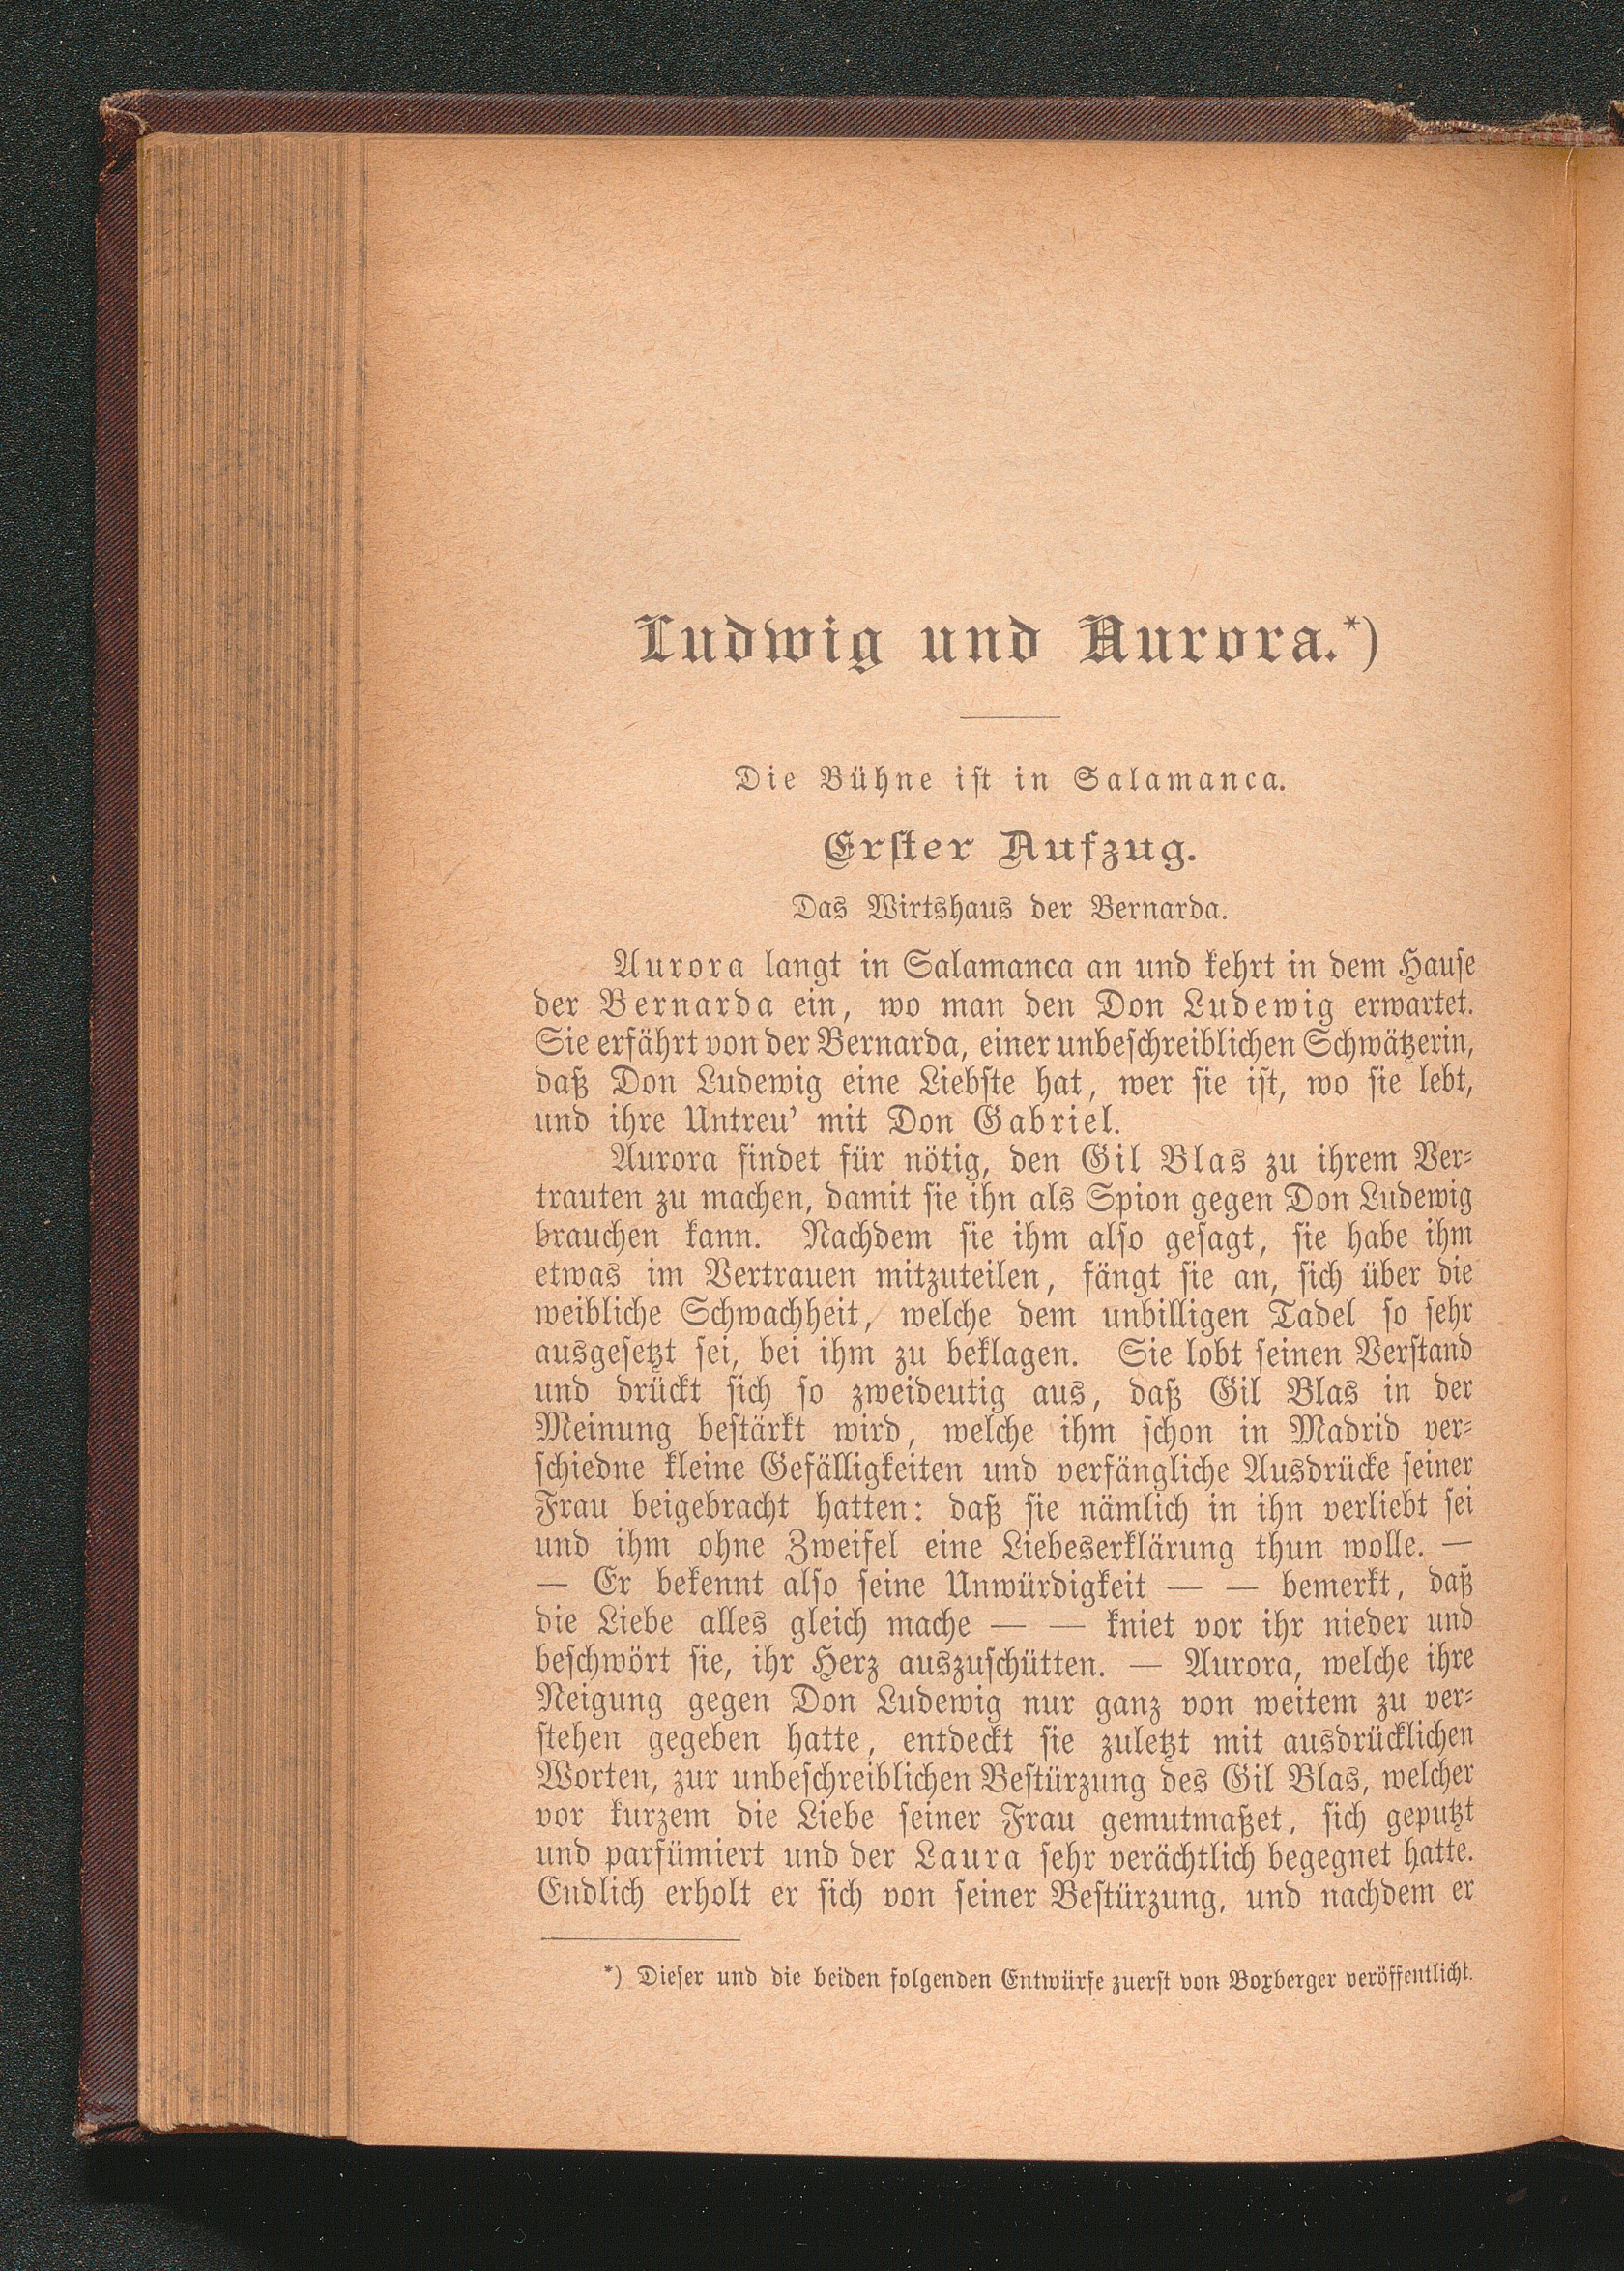 Ludwig und Aurora.*)
Die Bühne ist in Salamanca.
Erster Aufzug.
Das Wirtshaus der Bernarda.
Aurora langt in Salamanca an und kehrt in dem Hause
der Bernarda ein, wo man den Don Ludewig erwartet.
Sie erfährt von der Bernarda, einer unbeschreiblichen Schwätzerin,
daß Don Ludewig eine Liebste hat, wer sie ist, wo sie lebt,
und ihre Untreu’ mit Don Gabriel.
Aurora findet für nötig, den Gil Blas zu ihrem Ver-
trauten zu machen, damit sie ihn als Spion gegen Don Ludewig
brauchen kann. Nachdem sie ihm also gesagt, sie habe ihm
etwas im Vertrauen mitzuteilen, fängt sie an, sich über die
weibliche Schwachheit, welche dem unbilligen Tadel so sehr
ausgesetzt sei, bei ihm zu beklagen. Sie lobt seinen Verstand
und drückt sich so zweideutig aus, daß Gil Blas in der
Meinung bestärkt wird, welche ihm schon in Madrid ver-
schiedne kleine Gefälligkeiten und verfängliche Ausdrücke seiner
Frau beigebracht hatten: daß sie nämlich in ihn verliebt sei
und ihm ohne Zweifel eine Liebeserklärung thun wolle. —
— Er bekennt also seine Unwürdigkeit — — bemerkt, daß
die Liebe alles gleich mache — — kniet vor ihr nieder und
beschwört sie, ihr Herz auszuschütten. — Aurora, welche ihre
Neigung gegen Don Ludewig nur ganz von weitem zu ver-
stehen gegeben hatte, entdeckt sie zuletzt mit ausdrücklichen
Worten, zur unbeschreiblichen Bestürzung des Gil Blas, welcher
vor kurzem die Liebe seiner Frau gemutmaßet, sich geputzt
und parfümiert und der Laura sehr verächtlich begegnet hatte.
Endlich erholt er sich von seiner Bestürzung, und nachdem er
*) Dieser und die beiden folgenden Entwürfe zuerst von Boxberger veröffentlicht.